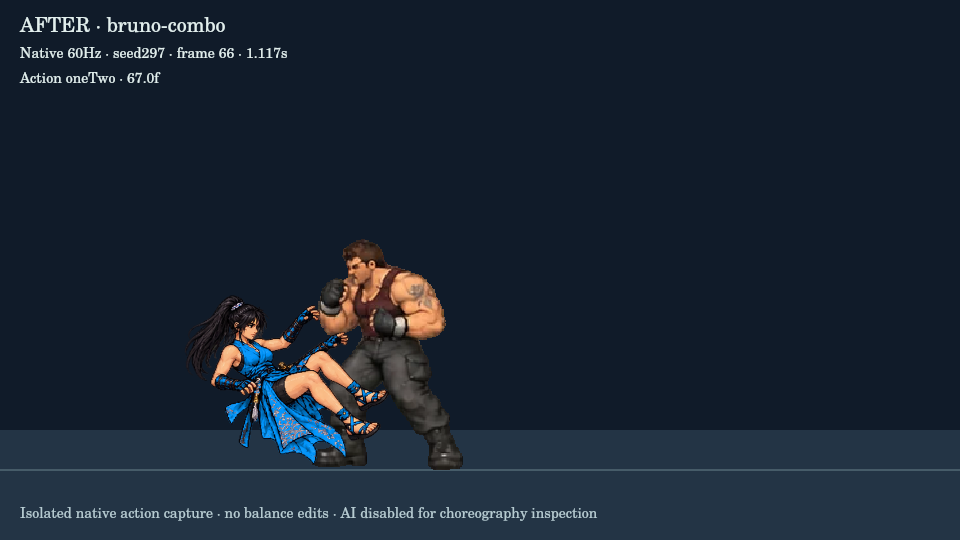 AFTER · bruno-combo
Native 60Hz · seed297 · frame 66 · 1.117s
Action oneTwo · 67.0f
Isolated native action capture · no balance edits · AI disabled for choreography inspection